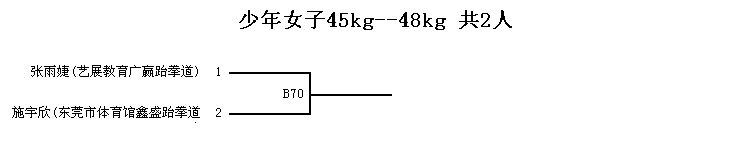 少年女子45kg--48kg 共2人
张雨婕(艺展教育广赢跆拳道) 1
B70
施宇欣(东莞市体育馆鑫盛跆拳道 2